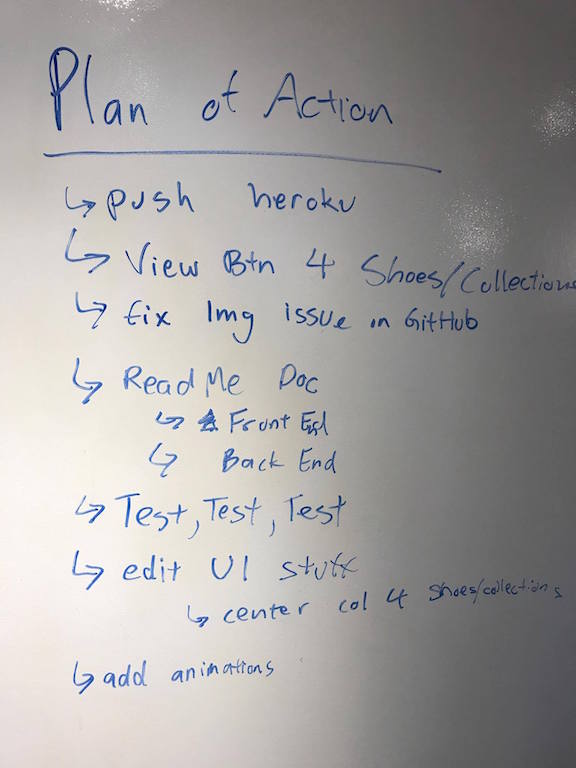 Plan of Action
↳ push heroku
↳ View Btn 4 Shoes/Collections
↳ fix Img issue in GitHub
↳ ReadMe Doc
↳ Front End
↳ Back End
↳ Test, Test, Test
↳ edit UI stuff
↳ center col 4 shoes/collections
↳ add animations